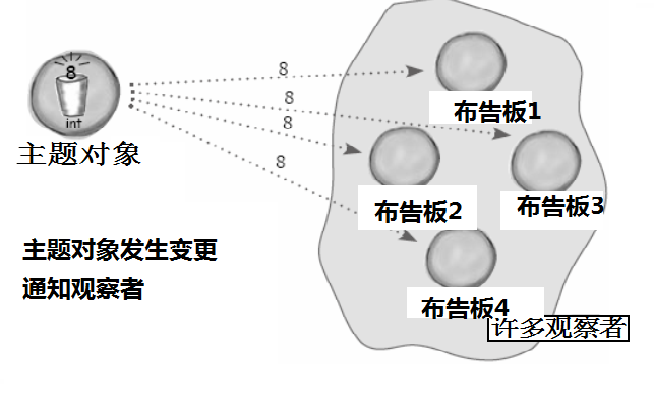 8
int
主题对象
8
8
8
8
布告板1
布告板2
布告板3
布告板4
许多观察者
主题对象发生变更
通知观察者